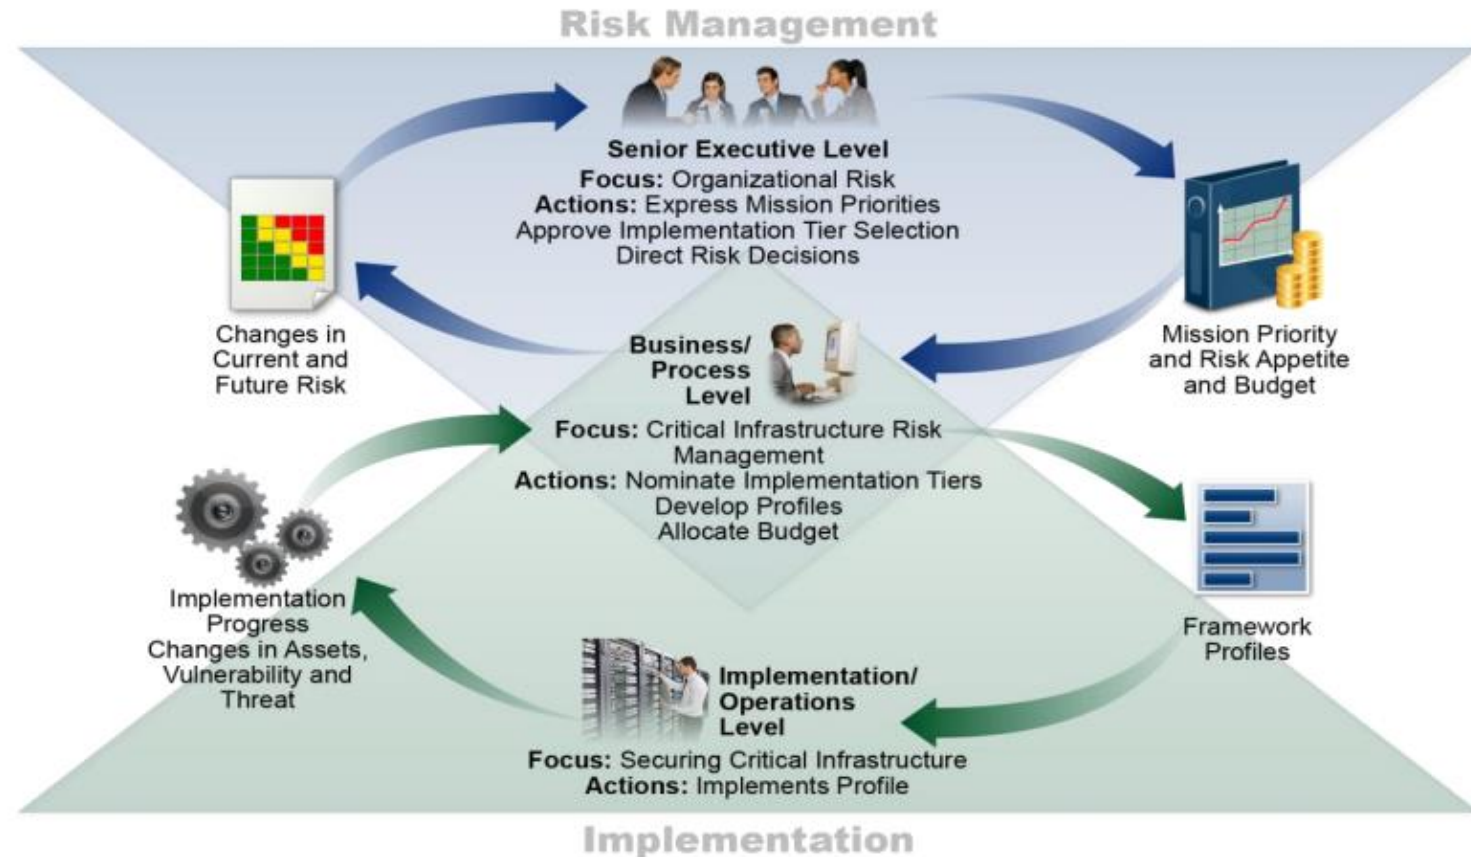 Risk Management
Senior Executive Level
Focus: Organizational Risk
Actions: Express Mission Priorities
Approve Implementation Tier Selection
Direct Risk Decisions
Changes in
Current and
Future Risk
Mission Priority
and Risk Appetite
and Budget
Business/
Process
Level
Focus: Critical Infrastructure Risk
Management
Actions: Nominate Implementation Tiers
Develop Profiles
Allocate Budget
Implementation
Progress
Changes in Assets,
Vulnerability and
Threat
Framework
Profiles
Implementation/
Operations
Level
Focus: Securing Critical Infrastructure
Actions: Implements Profile
Implementation